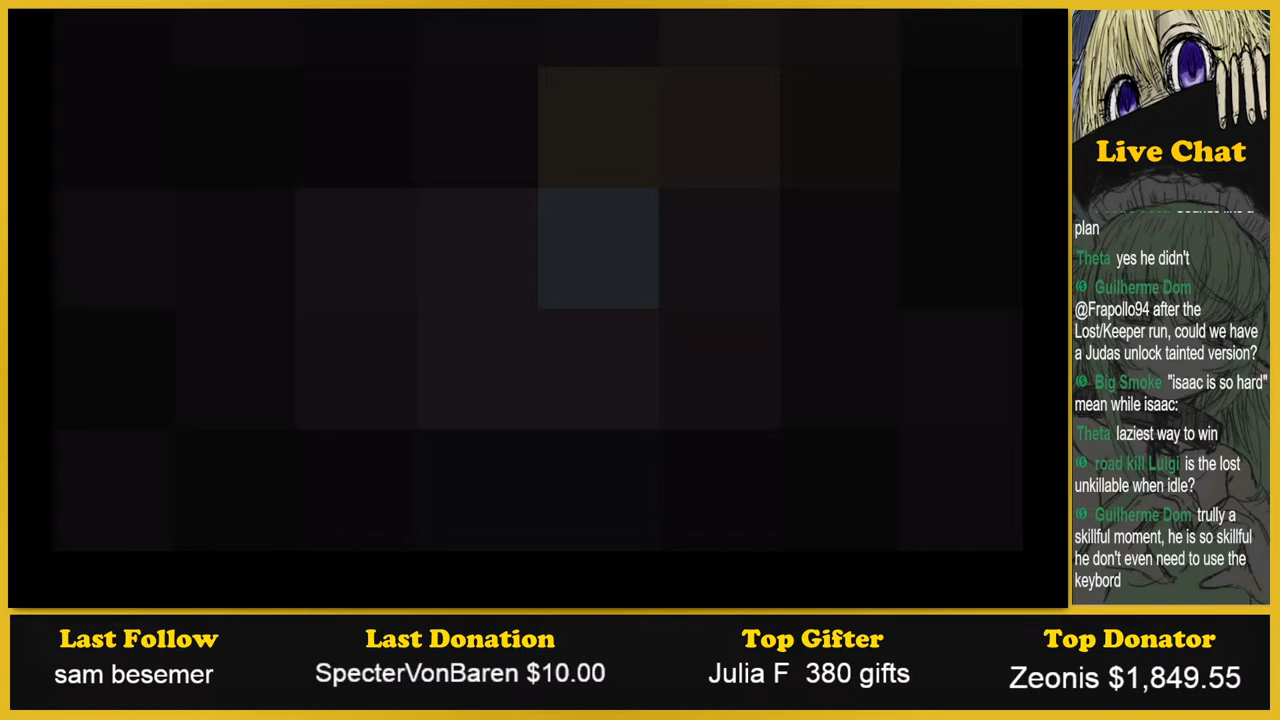 Live Chat
plan
Theta yes he didn't
Guilherme Dom
@Frapollo94 after the
Lost/Keeper run, could we have
a Judas unlock tainted version?
Big Smoke "isaac is so hard"
mean while isaac:
Theta laziest way to win
road kill Luigi is the lost
unkillable when idle?
Guilherme Dom trully a
skillful moment, he is so skillful
he don't even need to use the
keybord
Last Follow
sam besemer
Last Donation
SpecterVonBaren $10.00
Top Gifter
Julia F 380 gifts
Top Donator
Zeonis $1,849.55